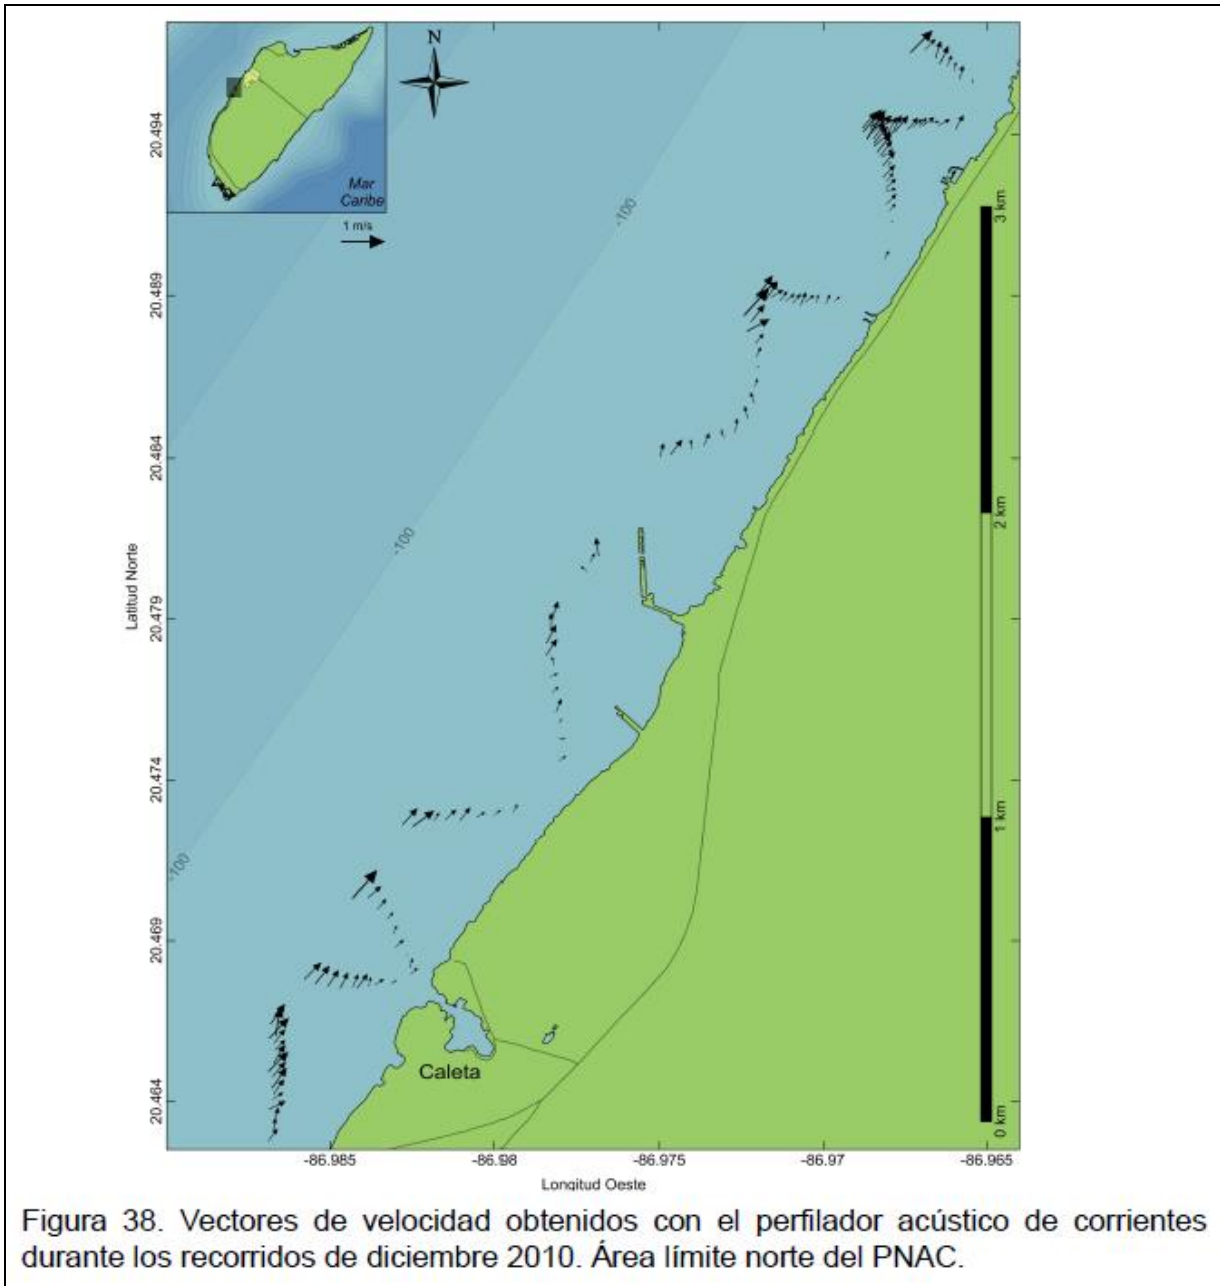 N
Mar
Caribe
1 m/s
20.494
20.489
20.484
20.479
20.474
20.469
20.464
Latitud Norte
-100
-100
-100
3 km
2 km
1 km
0 km
Caleta
-86.985
-86.98
-86.975
-86.97
-86.965
Longitud Oeste
Figura 38. Vectores de velocidad obtenidos con el perfilador acústico de corrientes
durante los recorridos de diciembre 2010. Área límite norte del PNAC.